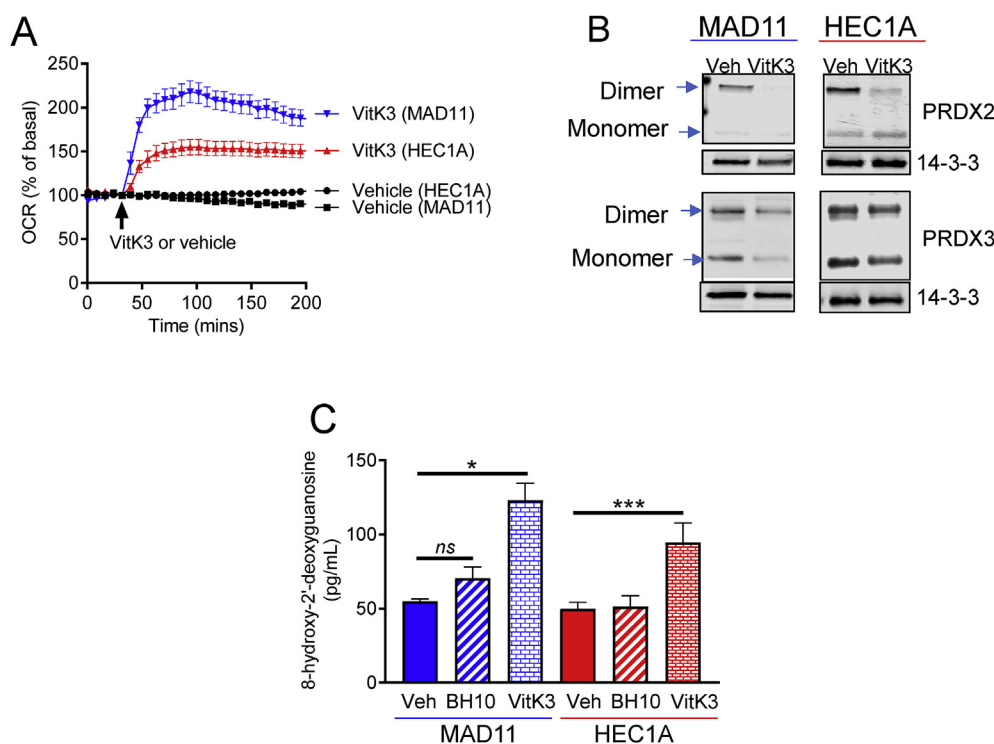 A
OCR (% of basal)
250
200
150
100
50
0
0
50
100
150
200
Time (mins)
VitK3 or vehicle
VitK3 (MAD11)
VitK3 (HEC1A)
Vehicle (HEC1A)
Vehicle (MAD11)
B
MAD11
HEC1A
Veh VitK3
Veh VitK3
Dimer
Monomer
PRDX2
14-3-3
Dimer
Monomer
PRDX3
14-3-3
C
8-hydroxy-2'-deoxyguanosine
(pg/mL)
150
100
50
0
*
ns
***
Veh BH10 VitK3
Veh BH10 VitK3
MAD11
HEC1A